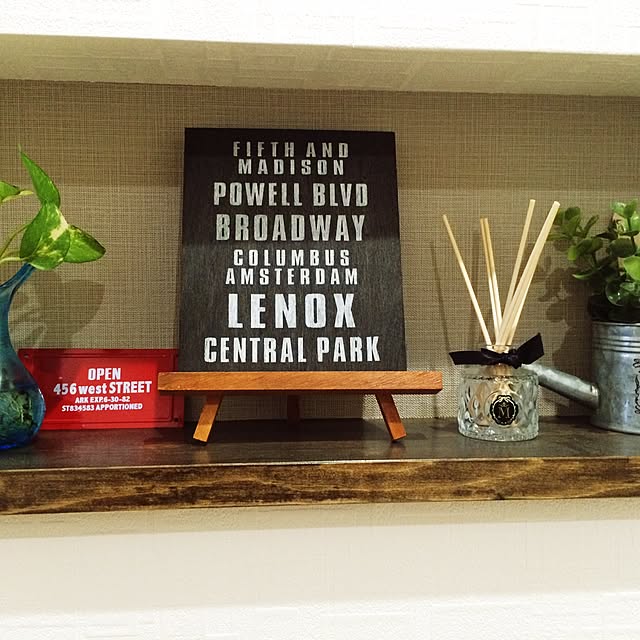 FIFTH AND
MADISON
POWELL BLVD
BROADWAY
COLUMBUS
AMSTERDAM
LENOX
CENTRAL PARK
OPEN
456 west STREET
ARK EXP.6-30-82
ST834583 APPORTIONED
M